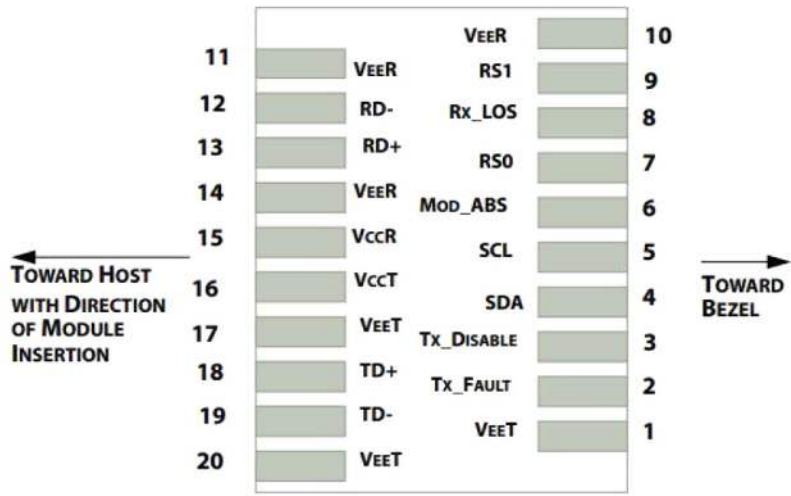 VEER 10
11 VEER
RS1 9
12 RD-
RX_LOS 8
13 RD+
RS0 7
14 VEER
MOD_ABS 6
15 VCCR
SCL 5
16 VCCT
SDA 4
17 VEET
TX_DISABLE 3
18 TD+
TX_FAULT 2
19 TD-
VEET 1
20 VEET
TOWARD HOST
WITH DIRECTION
OF MODULE
INSERTION
TOWARD
BEZEL